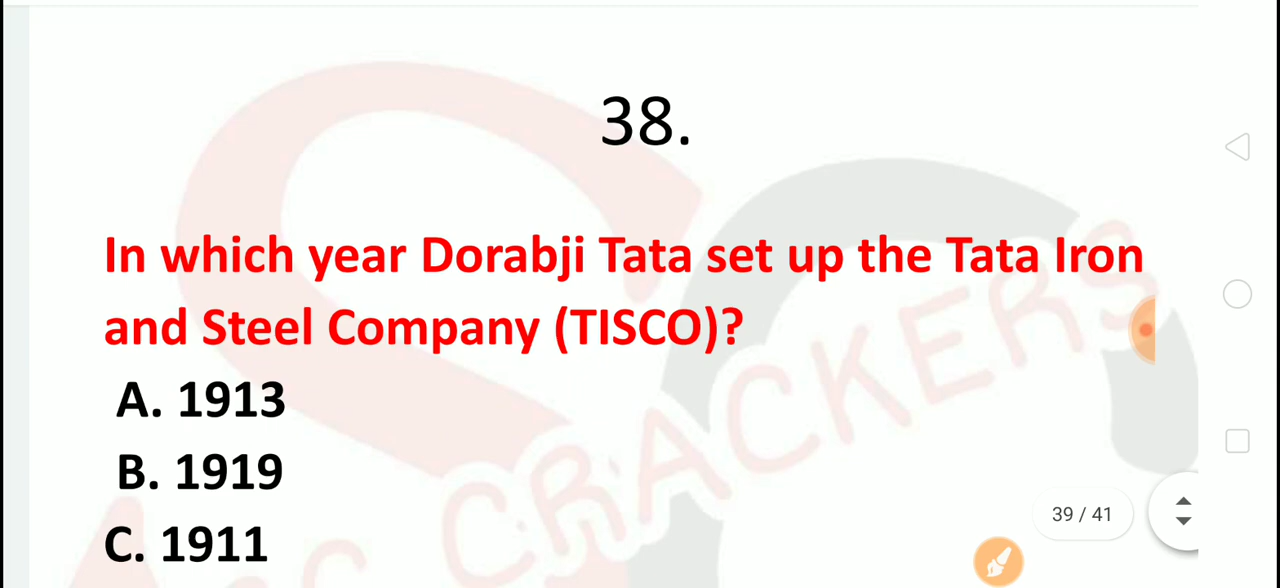 38.
In which year Dorabji Tata set up the Tata Iron
and Steel Company (TISCO)?
A. 1913
B. 1919
C. 1911
39 / 41
CRACKERS